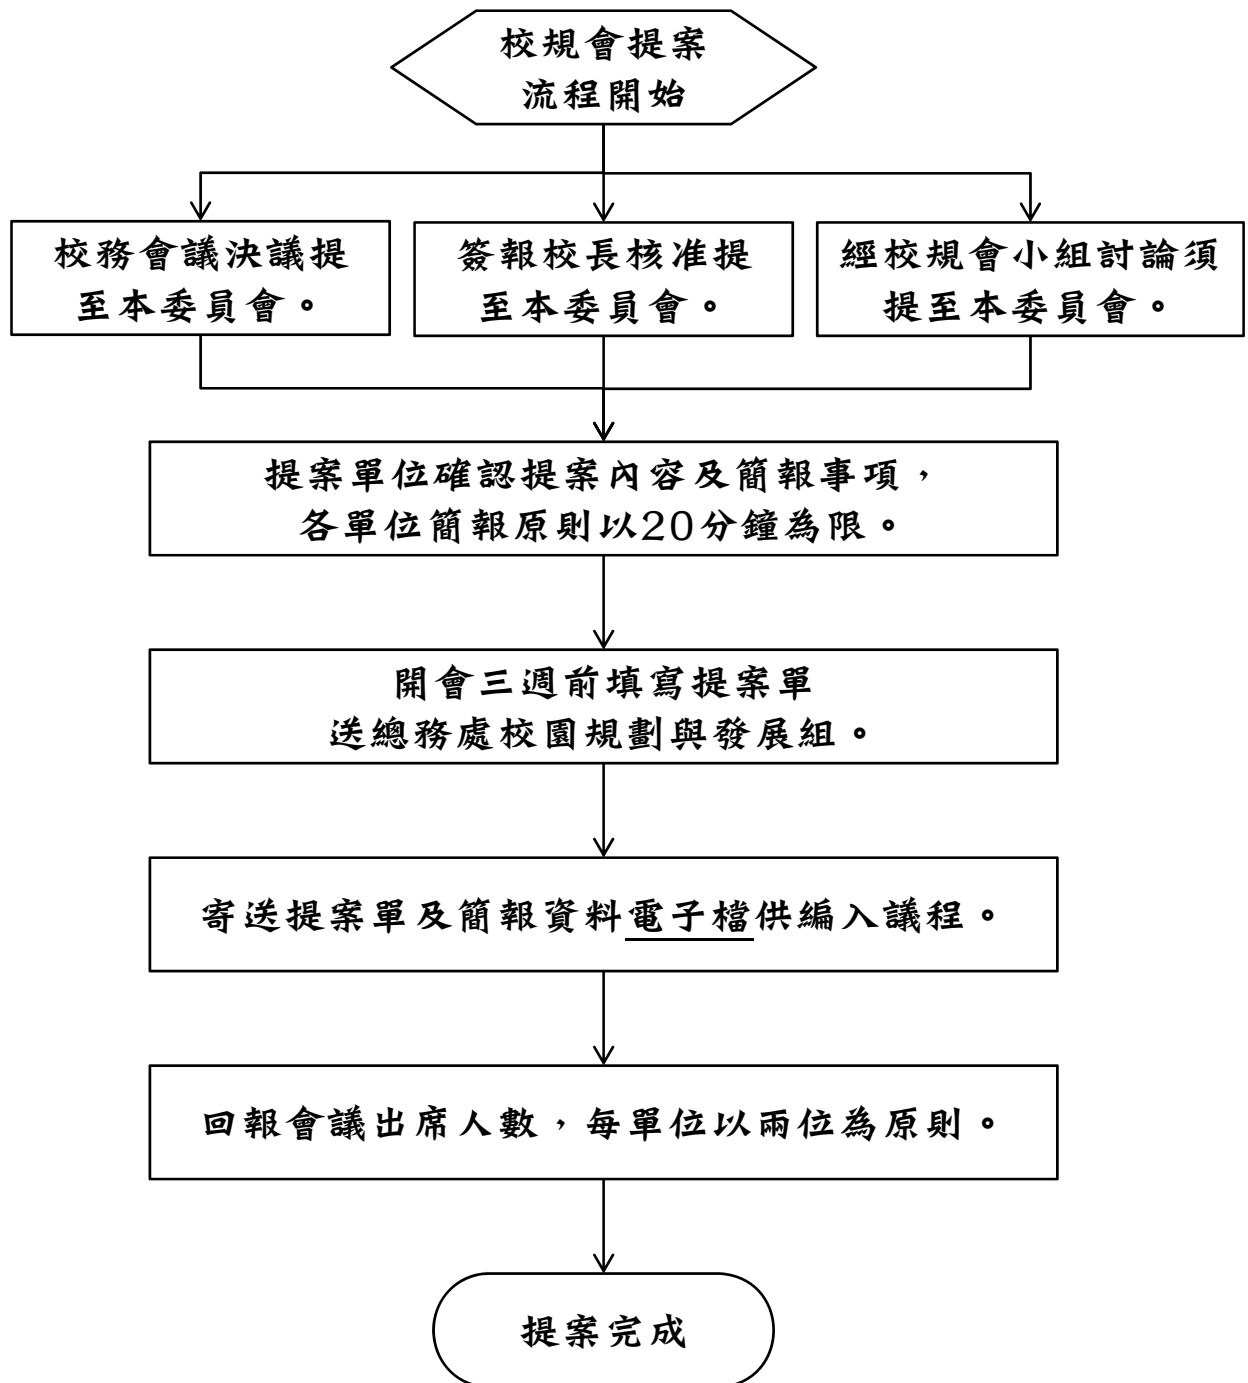 校規會提案
流程開始
校務會議決議提
至本委員會。
簽報校長核准提
至本委員會。
經校規會小組討論須
提至本委員會。
提案單位確認提案內容及簡報事項，
各單位簡報原則以20分鐘為限。
開會三週前填寫提案單
送總務處校園規劃與發展組。
寄送提案單及簡報資料電子檔供編入議程。
回報會議出席人數，每單位以兩位為原則。
提案完成